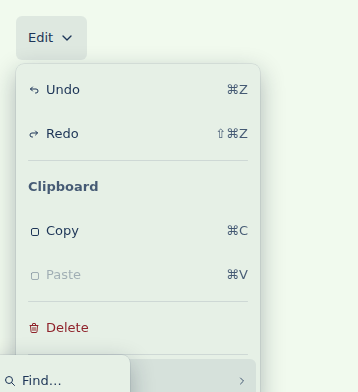 Edit
Undo ⌘Z
Redo ⇧⌘Z
Clipboard
Copy ⌘C
Paste ⌘V
Delete
Find...